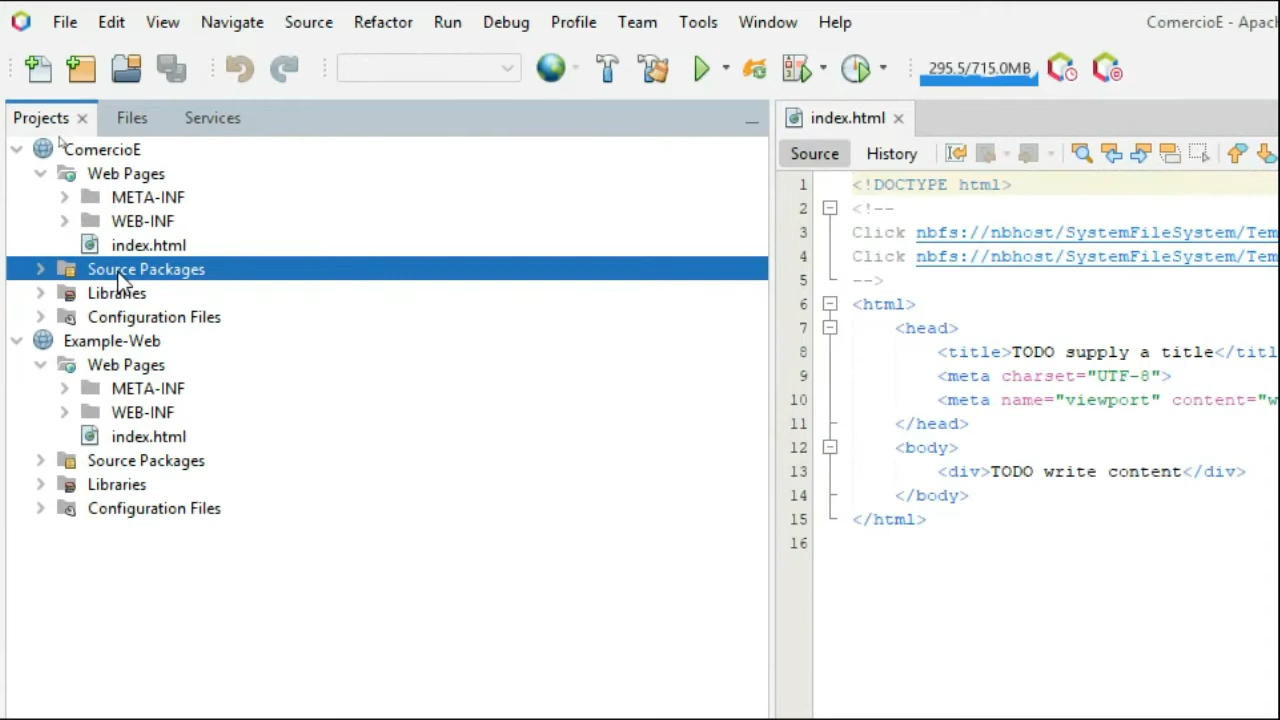 File Edit View Navigate Source Refactor Run Debug Profile Team Tools Window Help ComercioE - Apac
295.5/715.0MB
Projects Files Services
ComercioE
Web Pages
META-INF
WEB-INF
index.html
Source Packages
Libraries
Configuration Files
Example-Web
Web Pages
META-INF
WEB-INF
index.html
Source Packages
Libraries
Configuration Files
index.html
Source History
1 <!DOCTYPE html>
2 <!--
3 Click nbfs://nbhost/SystemFileSystem/Tem
4 Click nbfs://nbhost/SystemFileSystem/Tem
5 -->
6 <html>
7 <head>
8 <title>TODO supply a title</titl
9 <meta charset="UTF-8">
10 <meta name="viewport" content="w
11 </head>
12 <body>
13 <div>TODO write content</div>
14 </body>
15 </html>
16